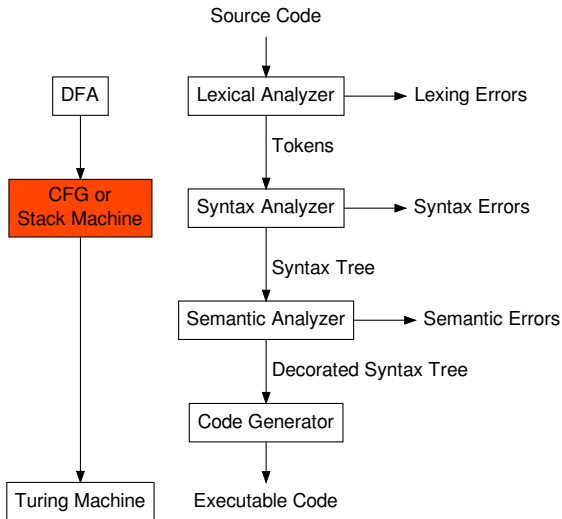 Source Code
DFA
Lexical Analyzer
Lexing Errors
Tokens
CFG or
Stack Machine
Syntax Analyzer
Syntax Errors
Syntax Tree
Semantic Analyzer
Semantic Errors
Decorated Syntax Tree
Code Generator
Turing Machine
Executable Code